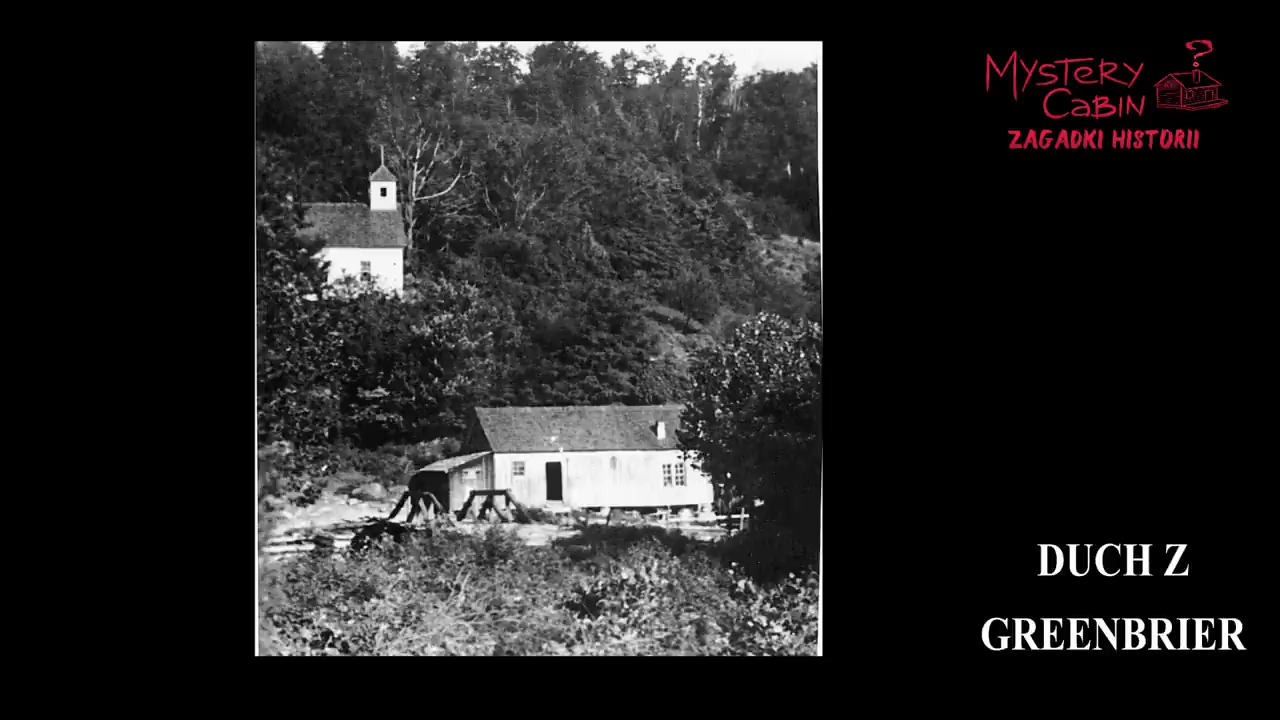 MYSTERY
CABIN
ZAGADKI HISTORII
DUCH Z
GREENBRIER